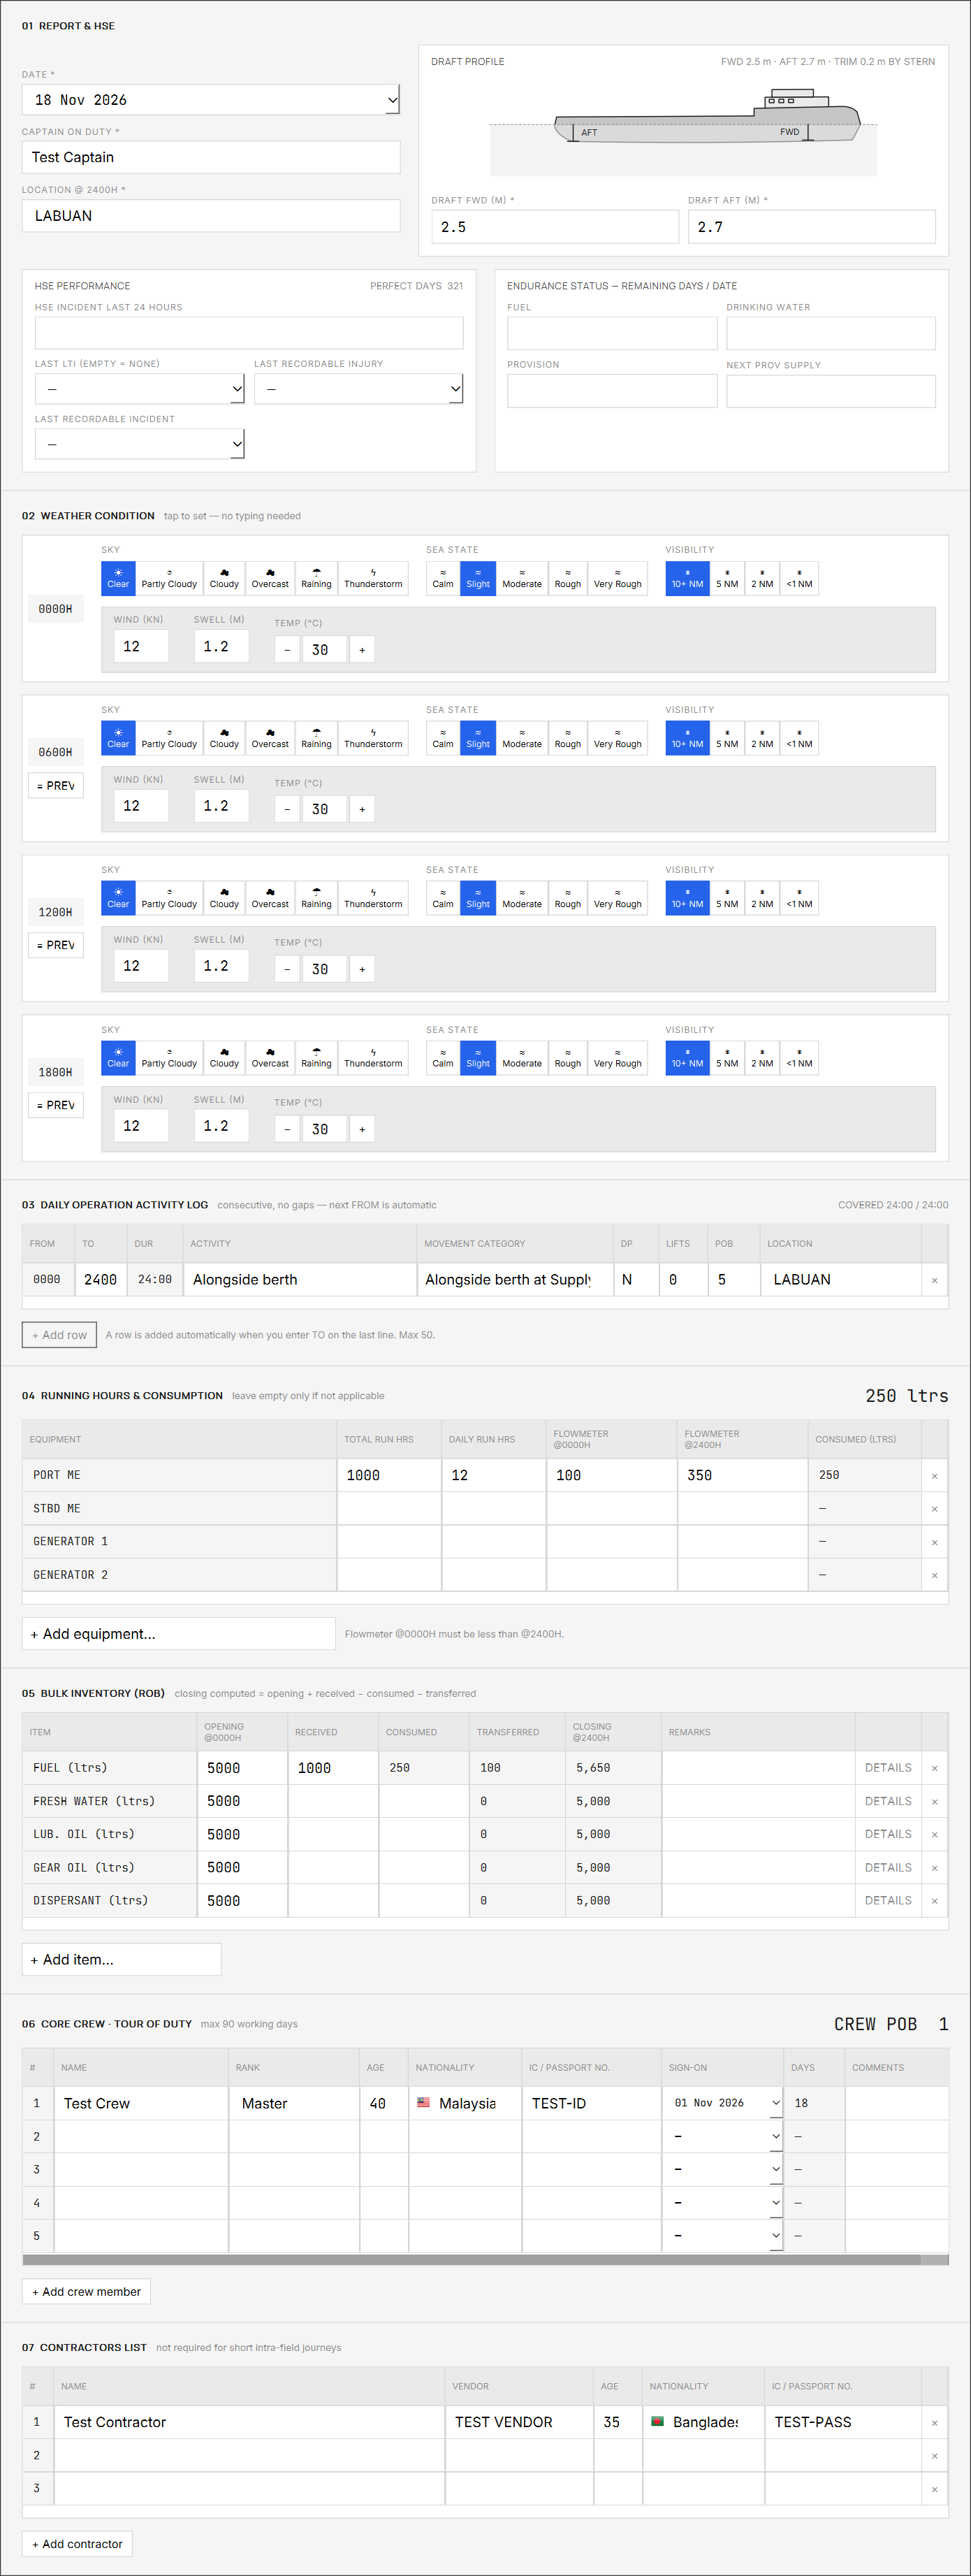 01 REPORT & HSE
DATE *
18 Nov 2026
CAPTAIN ON DUTY *
Test Captain
LOCATION @ 2400H *
LABUAN
DRAFT PROFILE FWD 2.5 m · AFT 2.7 m · TRIM 0.2 m BY STERN
AFT FWD
DRAFT FWD (M) * DRAFT AFT (M) *
2.5 2.7
HSE PERFORMANCE PERFECT DAYS 321
HSE INCIDENT LAST 24 HOURS
LAST LTI (EMPTY = NONE) LAST RECORDABLE INJURY
— —
LAST RECORDABLE INCIDENT
—
ENDURANCE STATUS — REMAINING DAYS / DATE
FUEL DRINKING WATER
PROVISION NEXT PROV SUPPLY
02 WEATHER CONDITION tap to set — no typing needed
SKY SEA STATE VISIBILITY
Clear Partly Cloudy Cloudy Overcast Raining Thunderstorm Calm Slight Moderate Rough Very Rough 10+ NM 5 NM 2 NM <1 NM
0000H
WIND (KN) SWELL (M) TEMP (°C)
12 1.2 − 30 +
SKY SEA STATE VISIBILITY
Clear Partly Cloudy Cloudy Overcast Raining Thunderstorm Calm Slight Moderate Rough Very Rough 10+ NM 5 NM 2 NM <1 NM
0600H
= PREV
WIND (KN) SWELL (M) TEMP (°C)
12 1.2 − 30 +
SKY SEA STATE VISIBILITY
Clear Partly Cloudy Cloudy Overcast Raining Thunderstorm Calm Slight Moderate Rough Very Rough 10+ NM 5 NM 2 NM <1 NM
1200H
= PREV
WIND (KN) SWELL (M) TEMP (°C)
12 1.2 − 30 +
SKY SEA STATE VISIBILITY
Clear Partly Cloudy Cloudy Overcast Raining Thunderstorm Calm Slight Moderate Rough Very Rough 10+ NM 5 NM 2 NM <1 NM
1800H
= PREV
WIND (KN) SWELL (M) TEMP (°C)
12 1.2 − 30 +
03 DAILY OPERATION ACTIVITY LOG consecutive, no gaps — next FROM is automatic COVERED 24:00 / 24:00
FROM TO DUR ACTIVITY MOVEMENT CATEGORY DP LIFTS POB LOCATION
0000 2400 24:00 Alongside berth Alongside berth at Supply N 0 5 LABUAN ×
+ Add row A row is added automatically when you enter TO on the last line. Max 50.
04 RUNNING HOURS & CONSUMPTION leave empty only if not applicable 250 ltrs
EQUIPMENT TOTAL RUN HRS DAILY RUN HRS FLOWMETER @0000H FLOWMETER @2400H CONSUMED (LTRS)
PORT ME 1000 12 100 350 250 ×
STBD ME — ×
GENERATOR 1 — ×
GENERATOR 2 — ×
+ Add equipment... Flowmeter @0000H must be less than @2400H.
05 BULK INVENTORY (ROB) closing computed = opening + received − consumed − transferred
ITEM OPENING @0000H RECEIVED CONSUMED TRANSFERRED CLOSING @2400H REMARKS
FUEL (ltrs) 5000 1000 250 100 5,650 DETAILS ×
FRESH WATER (ltrs) 5000 0 5,000 DETAILS ×
LUB. OIL (ltrs) 5000 0 5,000 DETAILS ×
GEAR OIL (ltrs) 5000 0 5,000 DETAILS ×
DISPERSANT (ltrs) 5000 0 5,000 DETAILS ×
+ Add item...
06 CORE CREW · TOUR OF DUTY max 90 working days CREW POB 1
# NAME RANK AGE NATIONALITY IC / PASSPORT NO. SIGN-ON DAYS COMMENTS
1 Test Crew Master 40 Malaysia TEST-ID 01 Nov 2026 18
2 — —
3 — —
4 — —
5 — —
+ Add crew member
07 CONTRACTORS LIST not required for short intra-field journeys
# NAME VENDOR AGE NATIONALITY IC / PASSPORT NO.
1 Test Contractor TEST VENDOR 35 Banglades TEST-PASS ×
2 ×
3 ×
+ Add contractor